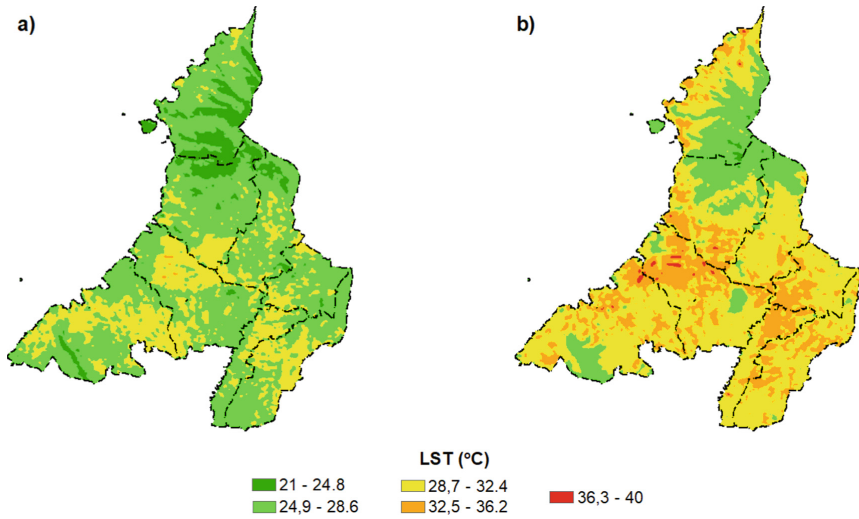 a)
b)
LST (ºC)
21 - 24.8
28,7 - 32.4
36,3 - 40
24,9 - 28.6
32,5 - 36.2